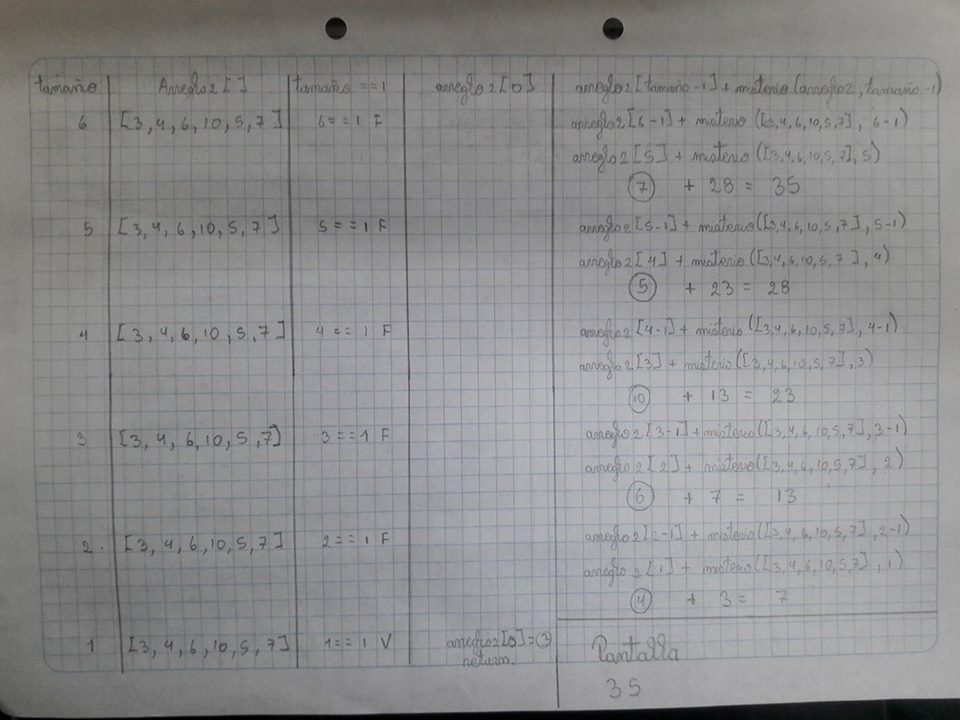 tamaño Arreglo2[] tamaño ==1 arreglo2[0] arreglo2[tamaño-1] + misterio(arreglo2, tamaño-1)
6 [3, 4, 6, 10, 5, 7] 6==1 F arreglo2[6-1] + misterio([3,4,6,10,5,7], 6-1)
arreglo2[5] + misterio([3,4,6,10,5,7], 5)
7 + 28 = 35
5 [3, 4, 6, 10, 5, 7] 5==1 F arreglo2[5-1] + misterio([3,4,6,10,5,7], 5-1)
arreglo2[4] + misterio([3,4,6,10,5,7], 4)
5 + 23 = 28
4 [3, 4, 6, 10, 5, 7] 4==1 F arreglo2[4-1] + misterio([3,4,6,10,5,7], 4-1)
arreglo2[3] + misterio([3,4,6,10,5,7], 3)
10 + 13 = 23
3 [3, 4, 6, 10, 5, 7] 3==1 F arreglo2[3-1] + misterio([3,4,6,10,5,7], 3-1)
arreglo2[2] + misterio([3,4,6,10,5,7], 2)
6 + 7 = 13
2. [3, 4, 6, 10, 5, 7] 2==1 F arreglo2[2-1] + misterio([3,4,6,10,5,7], 2-1)
arreglo2[1] + misterio([3,4,6,10,5,7], 1)
4 + 3 = 7
1 [3, 4, 6, 10, 5, 7] 1==1 V arreglo2[0]=3 Pantalla
return. 35